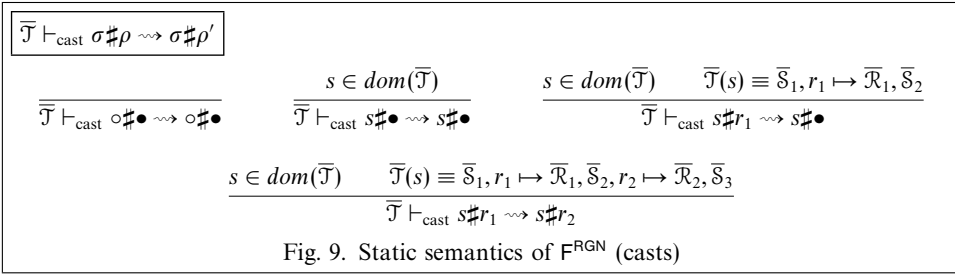 𝒯̅ ⊢cast σ♯ρ ⇝ σ♯ρ′
𝒯̅ ⊢cast ○♯● ⇝ ○♯●
s ∈ dom(𝒯̅)
𝒯̅ ⊢cast s♯● ⇝ s♯●
s ∈ dom(𝒯̅) 𝒯̅(s) ≡ 𝒮̅₁, r₁ ↦ ℛ̅₁, 𝒮̅₂
𝒯̅ ⊢cast s♯r₁ ⇝ s♯●
s ∈ dom(𝒯̅) 𝒯̅(s) ≡ 𝒮̅₁, r₁ ↦ ℛ̅₁, 𝒮̅₂, r₂ ↦ ℛ̅₂, 𝒮̅₃
𝒯̅ ⊢cast s♯r₁ ⇝ s♯r₂
Fig. 9. Static semantics of F^RGN (casts)